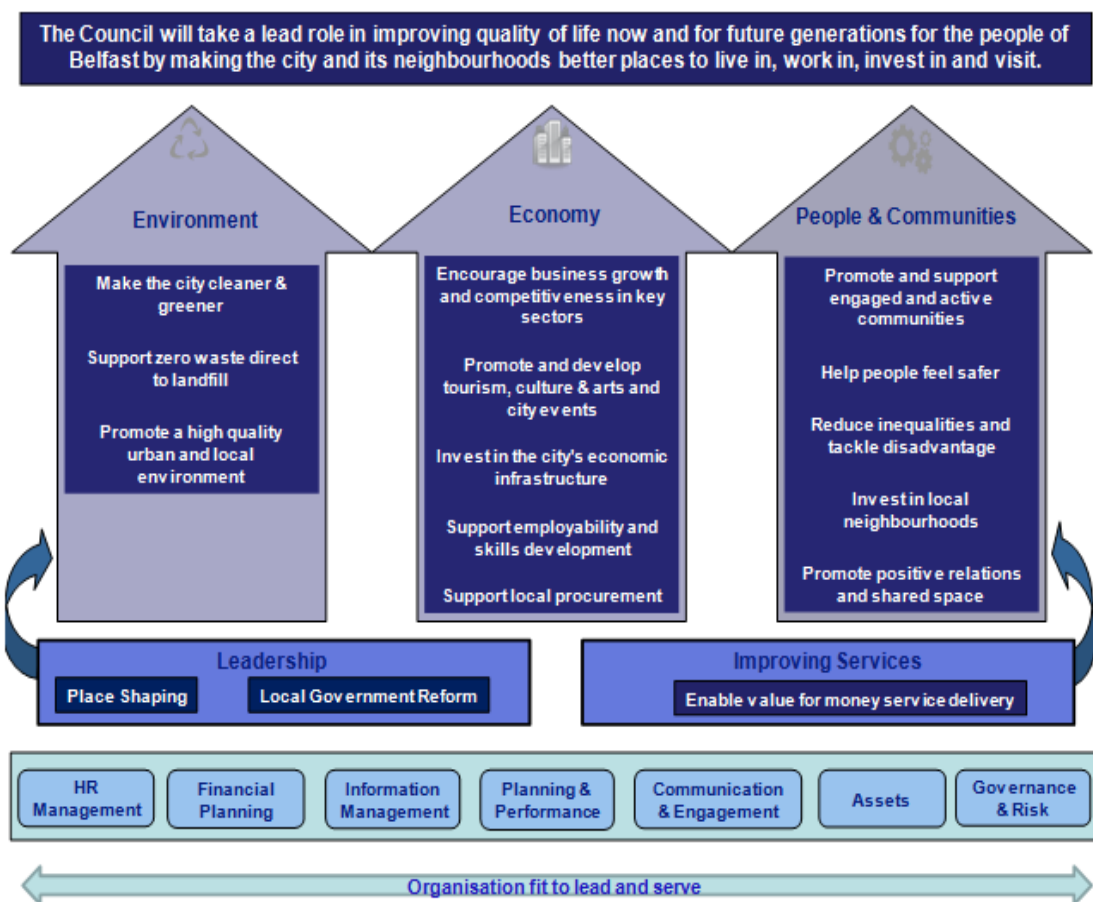 The Council will take a lead role in improving quality of life now and for future generations for the people of
Belfast by making the city and its neighbourhoods better places to live in, work in, invest in and visit.
Environment
Make the city cleaner &
greener
Support zero waste direct
to landfill
Promote a high quality
urban and local
environment
Economy
Encourage business growth
and competitiveness in key
sectors
Promote and develop
tourism, culture & arts and
city events
Invest in the city's economic
infrastructure
Support employability and
skills development
Support local procurement
People & Communities
Promote and support
engaged and active
communities
Help people feel safer
Reduce inequalities and
tackle disadvantage
Invest in local
neighbourhoods
Promote positive relations
and shared space
Leadership
Place Shaping
Local Government Reform
Improving Services
Enable value for money service delivery
HR
Management
Financial
Planning
Information
Management
Planning &
Performance
Communication
& Engagement
Assets
Governance
& Risk
Organisation fit to lead and serve